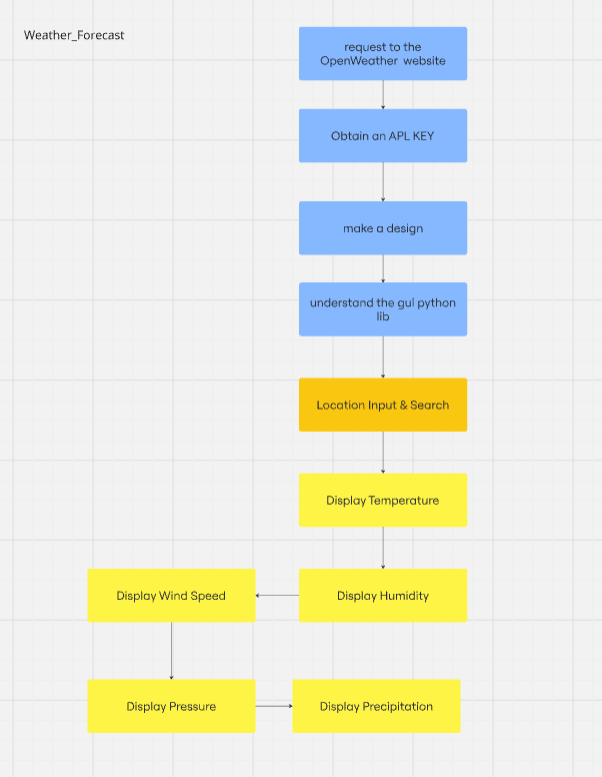 Weather_Forecast
request to the
OpenWeather website
Obtain an APL KEY
make a design
understand the gul python
lib
Location Input & Search
Display Temperature
Display Wind Speed
Display Humidity
Display Pressure
Display Precipitation